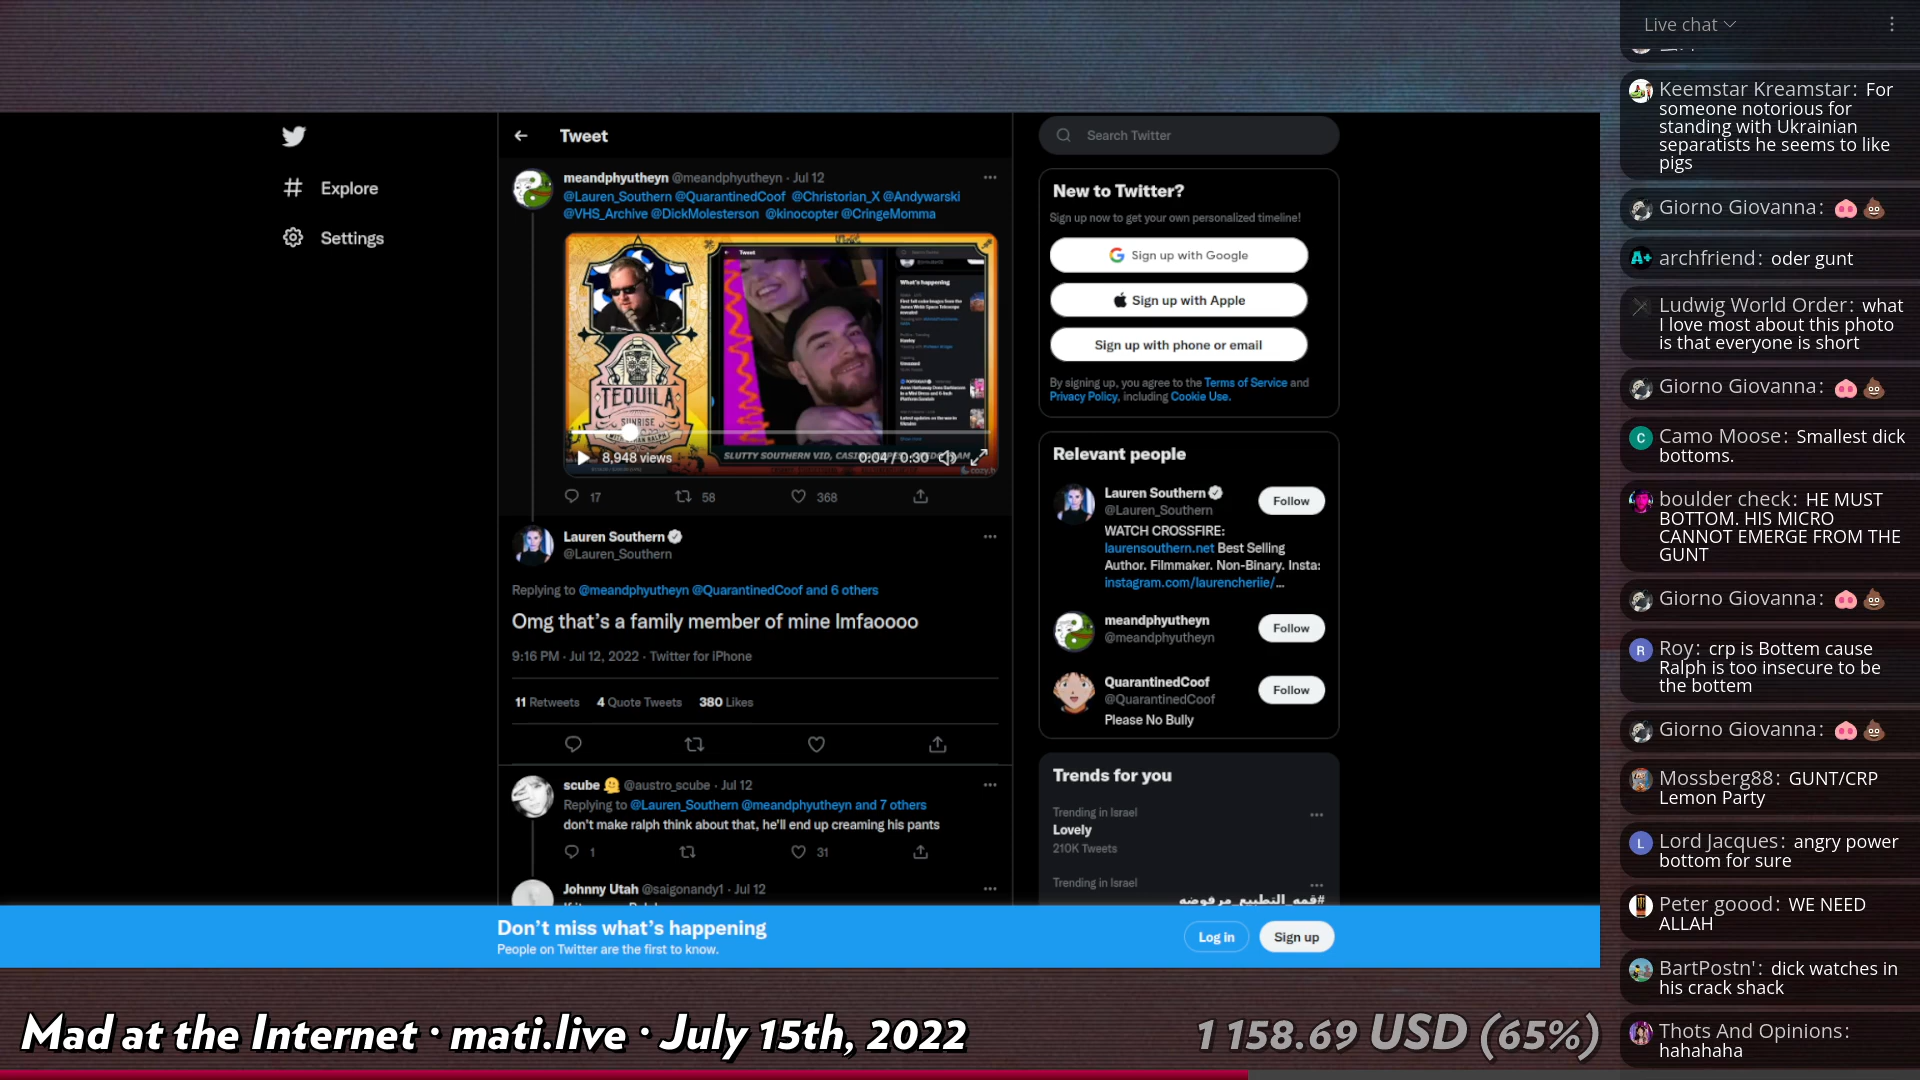 Tweet
Explore
Settings
meandphyutheyn @meandphyutheyn · Jul 12
@Lauren_Southern @QuarantinedCoof @Christorian_X @Andywarski
@VHS_Archive @DickMolesterson @kinocopter @CringeMomma
Tweet
What's happening
TEQUILA
SUNRISE
8,948 views
0:04 / 0:30
17
58
368
Lauren Southern
@Lauren_Southern
Replying to @meandphyutheyn @QuarantinedCoof and 6 others
Omg that's a family member of mine lmfaoooo
9:16 PM · Jul 12, 2022 · Twitter for iPhone
11 Retweets 4 Quote Tweets 380 Likes
scube 🫠 @austro_scube · Jul 12
Replying to @Lauren_Southern @meandphyutheyn and 7 others
don't make ralph think about that, he'll end up creaming his pants
1
31
Johnny Utah @saigonandy1 · Jul 12
Search Twitter
New to Twitter?
Sign up now to get your own personalized timeline!
Sign up with Google
Sign up with Apple
Sign up with phone or email
By signing up, you agree to the Terms of Service and
Privacy Policy, including Cookie Use.
Relevant people
Lauren Southern
@Lauren_Southern
Follow
WATCH CROSSFIRE:
laurensouthern.net Best Selling
Author. Filmmaker. Non-Binary. Insta:
instagram.com/laurencheriie/...
meandphyutheyn
@meandphyutheyn
Follow
QuarantinedCoof
@QuarantinedCoof
Follow
Please No Bully
Trends for you
Trending in Israel
Lovely
210K Tweets
Trending in Israel
#قمه_التطبيع_مرفوضه
Don't miss what's happening
People on Twitter are the first to know.
Log in
Sign up
Mad at the Internet · mati.live · July 15th, 2022
1 158.69 USD (65%)
Live chat
Keemstar Kreamstar: For
someone notorious for
standing with Ukrainian
separatists he seems to like
pigs
Giorno Giovanna: 🐽 💩
A+ archfriend: oder gunt
Ludwig World Order: what
I love most about this photo
is that everyone is short
Giorno Giovanna: 🐽 💩
C Camo Moose: Smallest dick
bottoms.
boulder check: HE MUST
BOTTOM. HIS MICRO
CANNOT EMERGE FROM THE
GUNT
Giorno Giovanna: 🐽 💩
R Roy: crp is Bottem cause
Ralph is too insecure to be
the bottem
Giorno Giovanna: 🐽 💩
Mossberg88: GUNT/CRP
Lemon Party
L Lord Jacques: angry power
bottom for sure
Peter goood: WE NEED
ALLAH
BartPostn': dick watches in
his crack shack
Thots And Opinions:
hahahaha